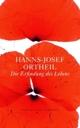 HANNS-JOSEF
ORTHEIL
Die Erfindung des Lebens